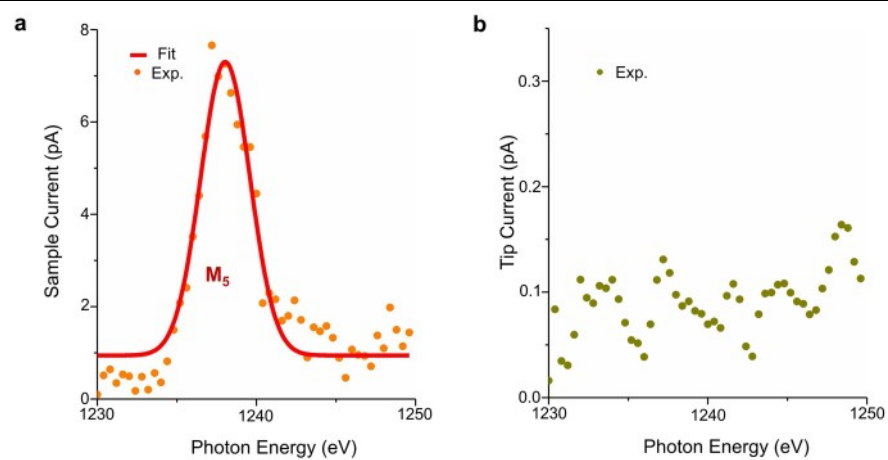 a
8
6
4
2
0
Sample Current (pA)
Fit
Exp.
M5
1230
1240
1250
Photon Energy (eV)
b
0.3
0.2
0.1
0.0
Tip Current (pA)
Exp.
1230
1240
1250
Photon Energy (eV)